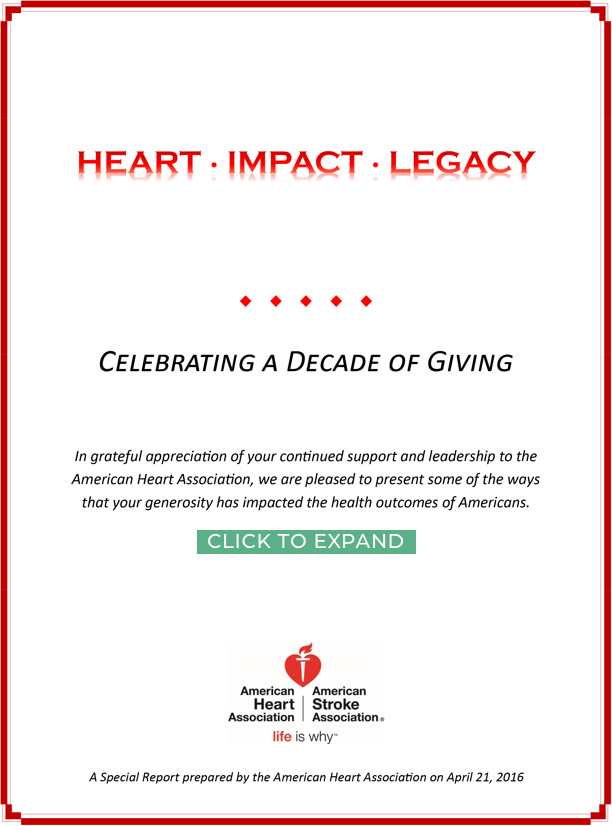 HEART · IMPACT · LEGACY
CELEBRATING A DECADE OF GIVING
In grateful appreciation of your continued support and leadership to the
American Heart Association, we are pleased to present some of the ways
that your generosity has impacted the health outcomes of Americans.
CLICK TO EXPAND
American Heart Association
American Stroke Association®
life is why™
A Special Report prepared by the American Heart Association on April 21, 2016